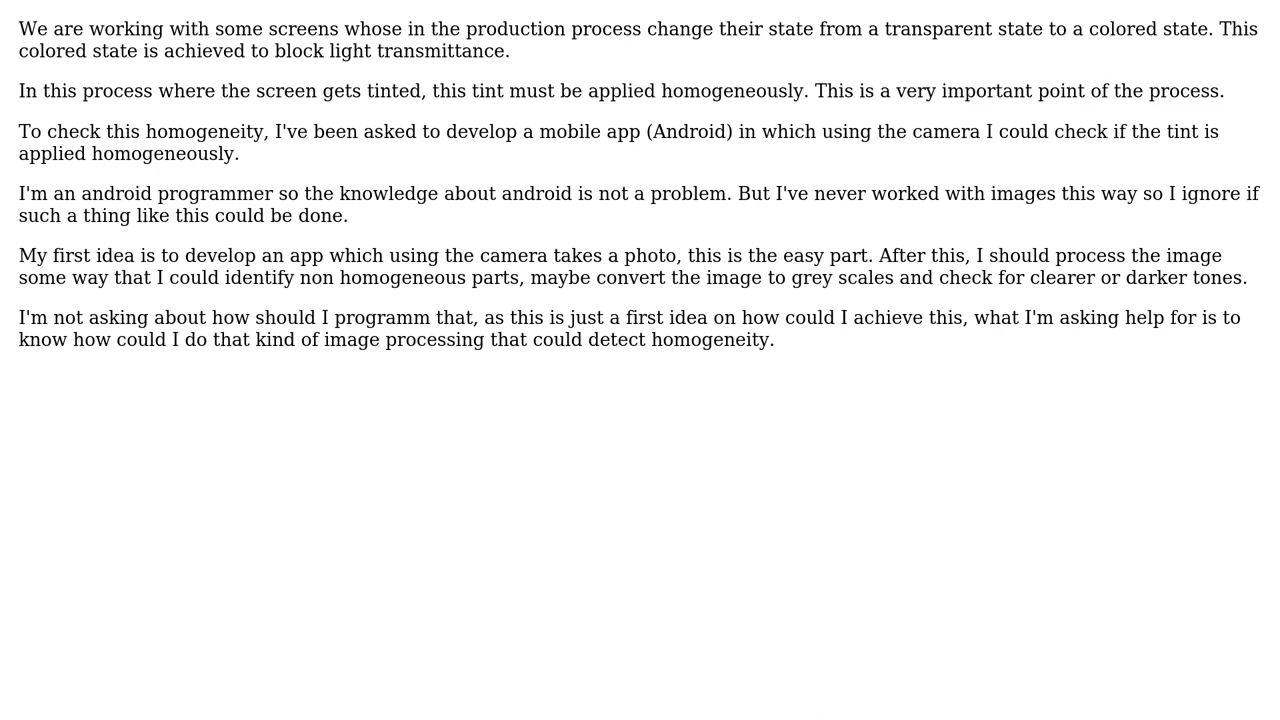 We are working with some screens whose in the production process change their state from a transparent state to a colored state. This
colored state is achieved to block light transmittance.
In this process where the screen gets tinted, this tint must be applied homogeneously. This is a very important point of the process.
To check this homogeneity, I've been asked to develop a mobile app (Android) in which using the camera I could check if the tint is
applied homogeneously.
I'm an android programmer so the knowledge about android is not a problem. But I've never worked with images this way so I ignore if
such a thing like this could be done.
My first idea is to develop an app which using the camera takes a photo, this is the easy part. After this, I should process the image
some way that I could identify non homogeneous parts, maybe convert the image to grey scales and check for clearer or darker tones.
I'm not asking about how should I programm that, as this is just a first idea on how could I achieve this, what I'm asking help for is to
know how could I do that kind of image processing that could detect homogeneity.